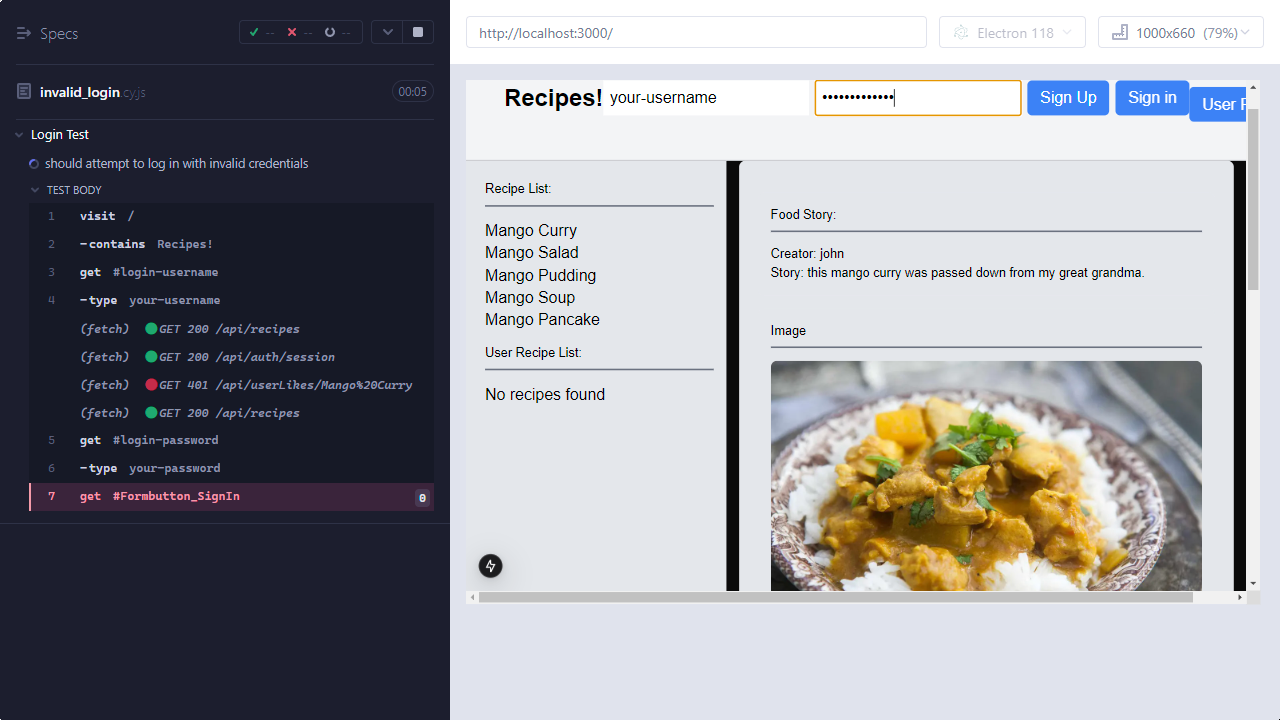 Specs
-- -- --
invalid_login.cy.js
00:05
Login Test
should attempt to log in with invalid credentials
TEST BODY
1 visit /
2 -contains Recipes!
3 get #login-username
4 -type your-username
(fetch) GET 200 /api/recipes
(fetch) GET 200 /api/auth/session
(fetch) GET 401 /api/userLikes/Mango%20Curry
(fetch) GET 200 /api/recipes
5 get #login-password
6 -type your-password
7 get #Formbutton_SignIn 0
http://localhost:3000/
Electron 118
1000x660 (79%)
Recipes! your-username ••••••••••••• Sign Up Sign in User
Recipe List:
Mango Curry
Mango Salad
Mango Pudding
Mango Soup
Mango Pancake
User Recipe List:
No recipes found
Food Story:
Creator: john
Story: this mango curry was passed down from my great grandma.
Image